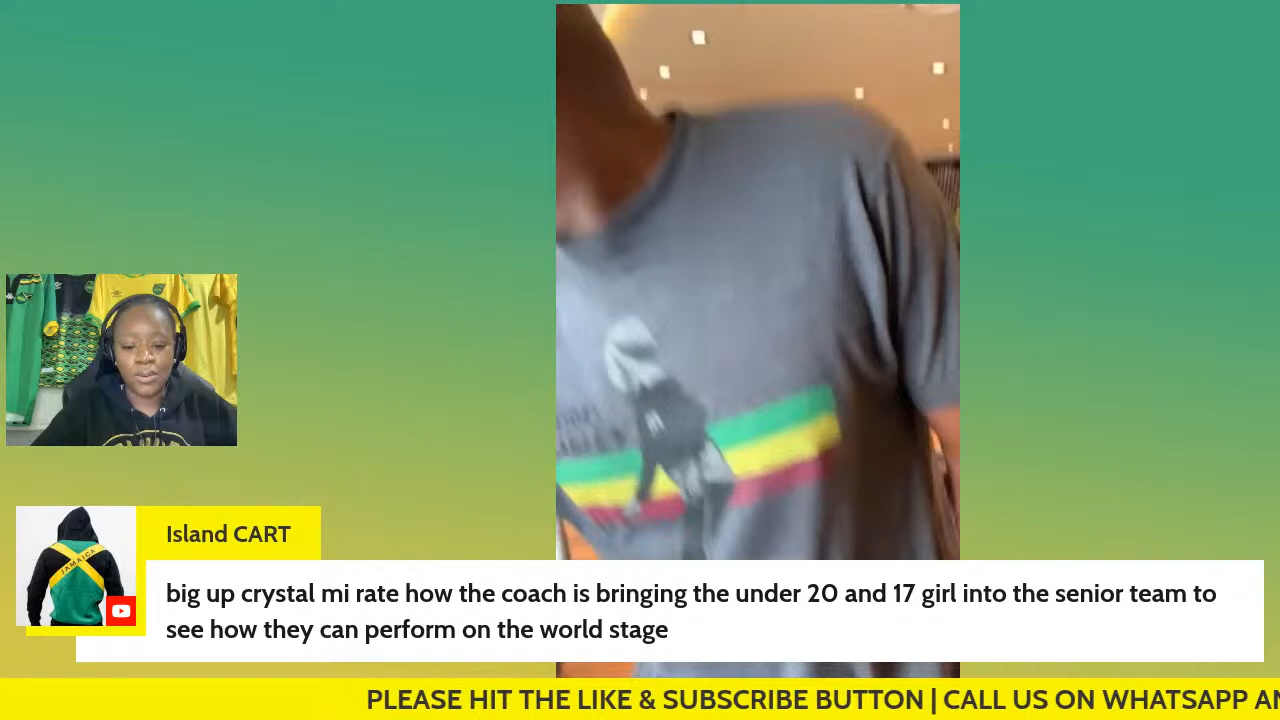 Island CART
JAMAICA
big up crystal mi rate how the coach is bringing the under 20 and 17 girl into the senior team to
see how they can perform on the world stage
PLEASE HIT THE LIKE & SUBSCRIBE BUTTON | CALL US ON WHATSAPP AN